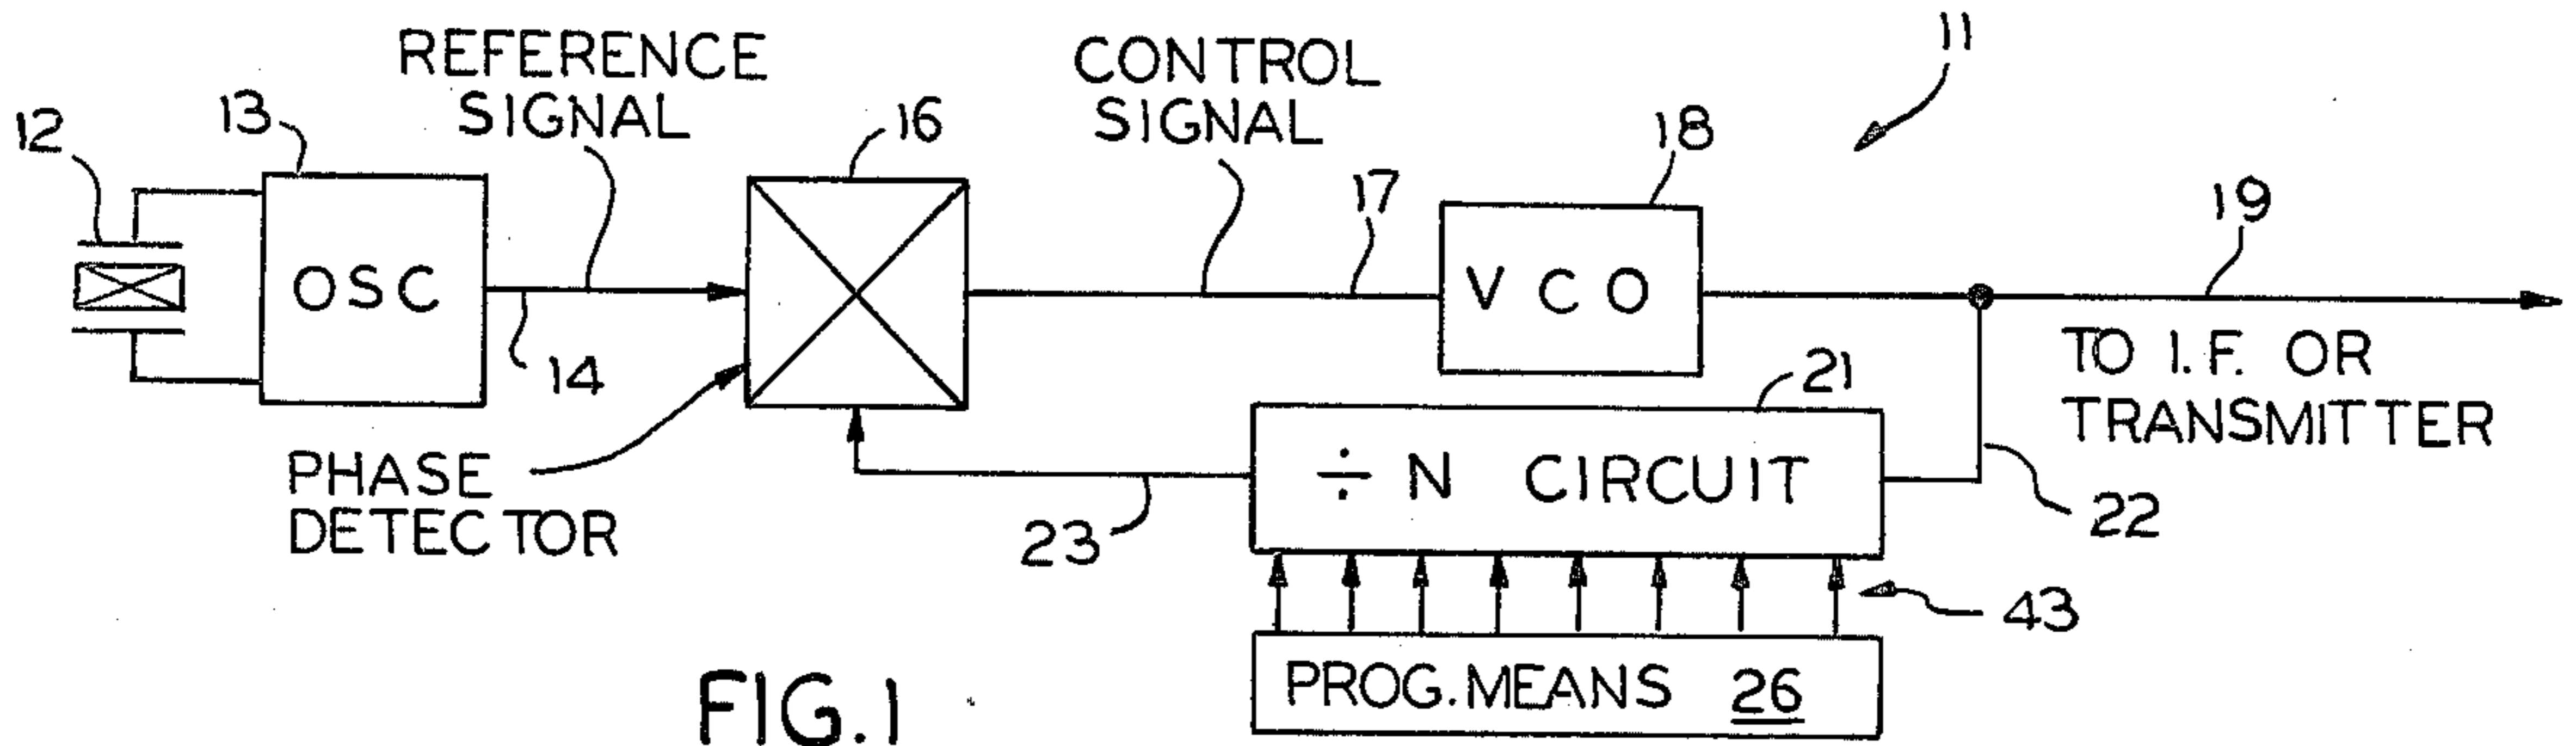 11
REFERENCE
SIGNAL
CONTROL
SIGNAL
12
13
16
18
17
19
OSC
VCO
14
TO I.F. OR
TRANSMITTER
21
PHASE
DETECTOR
÷ N CIRCUIT
23
22
43
PROG. MEANS 26
FIG. 1